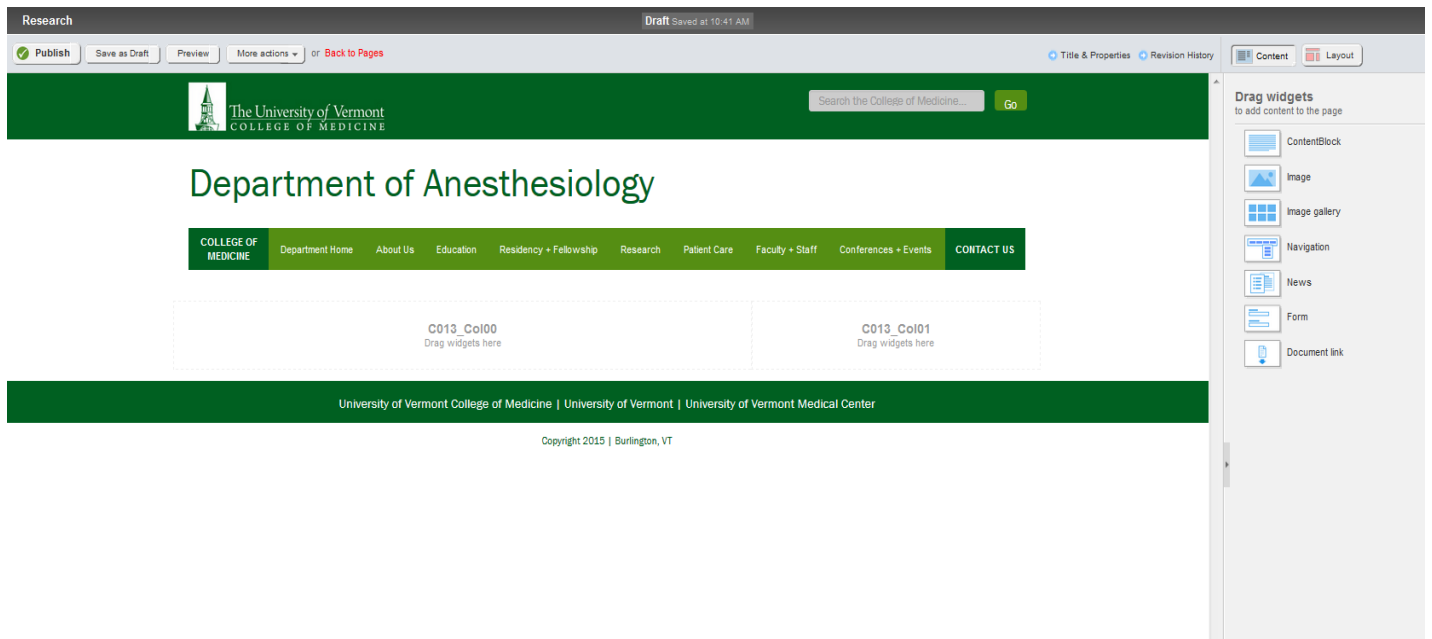 Research
Draft Saved at 10:41 AM
Publish
Save as Draft
Preview
More actions
or Back to Pages
Title & Properties
Revision History
Content
Layout
The University of Vermont
COLLEGE OF MEDICINE
Search the College of Medicine...
Go
Department of Anesthesiology
COLLEGE OF
MEDICINE
Department Home
About Us
Education
Residency + Fellowship
Research
Patient Care
Faculty + Staff
Conferences + Events
CONTACT US
C013_Col00
Drag widgets here
C013_Col01
Drag widgets here
University of Vermont College of Medicine | University of Vermont | University of Vermont Medical Center
Copyright 2015 | Burlington, VT
Drag widgets
to add content to the page
ContentBlock
Image
Image gallery
Navigation
News
Form
Document link